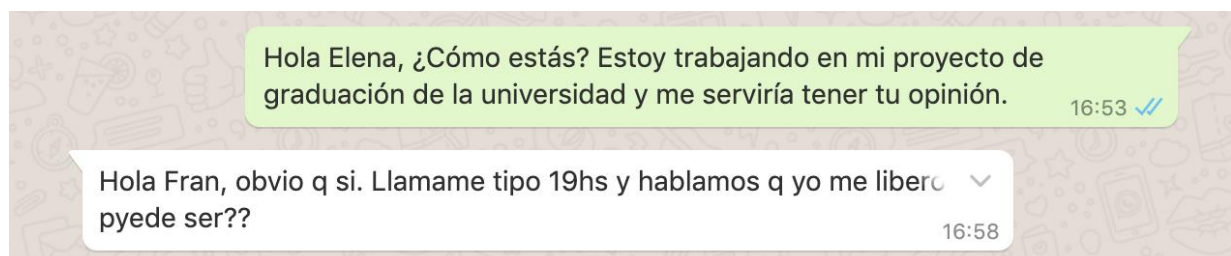 Hola Elena, ¿Cómo estás? Estoy trabajando en mi proyecto de
graduación de la universidad y me serviría tener tu opinión.
16:53
Hola Fran, obvio q si. Llamame tipo 19hs y hablamos q yo me libero
pyede ser??
16:58